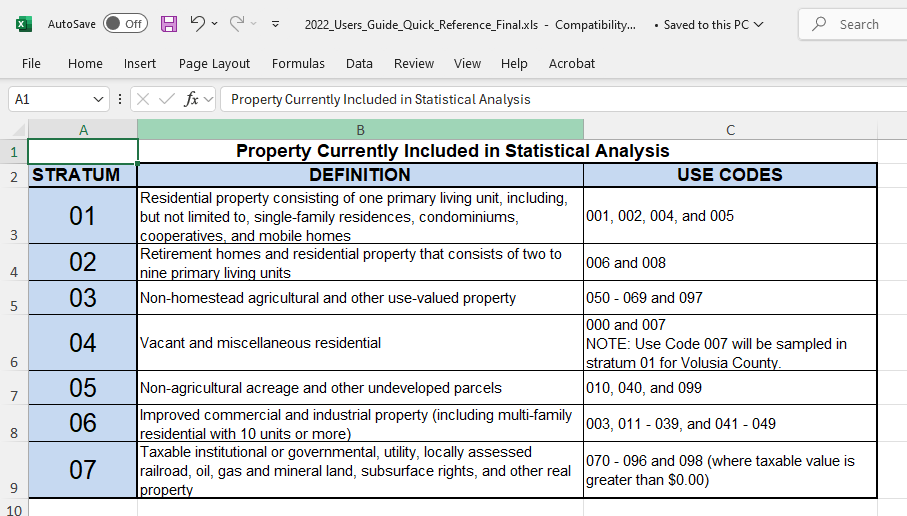 AutoSave Off 2022_Users_Guide_Quick_Reference_Final.xls - Compatibility... • Saved to this PC Search
File Home Insert Page Layout Formulas Data Review View Help Acrobat
A1 fx Property Currently Included in Statistical Analysis
A B C
1 Property Currently Included in Statistical Analysis
2 STRATUM DEFINITION USE CODES
3 01
Residential property consisting of one primary living unit, including,
but not limited to, single-family residences, condominiums,
cooperatives, and mobile homes
001, 002, 004, and 005
4 02
Retirement homes and residential property that consists of two to
nine primary living units
006 and 008
5 03 Non-homestead agricultural and other use-valued property 050 - 069 and 097
6 04 Vacant and miscellaneous residential
000 and 007
NOTE: Use Code 007 will be sampled in
stratum 01 for Volusia County.
7 05 Non-agricultural acreage and other undeveloped parcels 010, 040, and 099
8 06
Improved commercial and industrial property (including multi-family
residential with 10 units or more)
003, 011 - 039, and 041 - 049
9 07
Taxable institutional or governmental, utility, locally assessed
railroad, oil, gas and mineral land, subsurface rights, and other real
property
070 - 096 and 098 (where taxable value is
greater than $0.00)
10